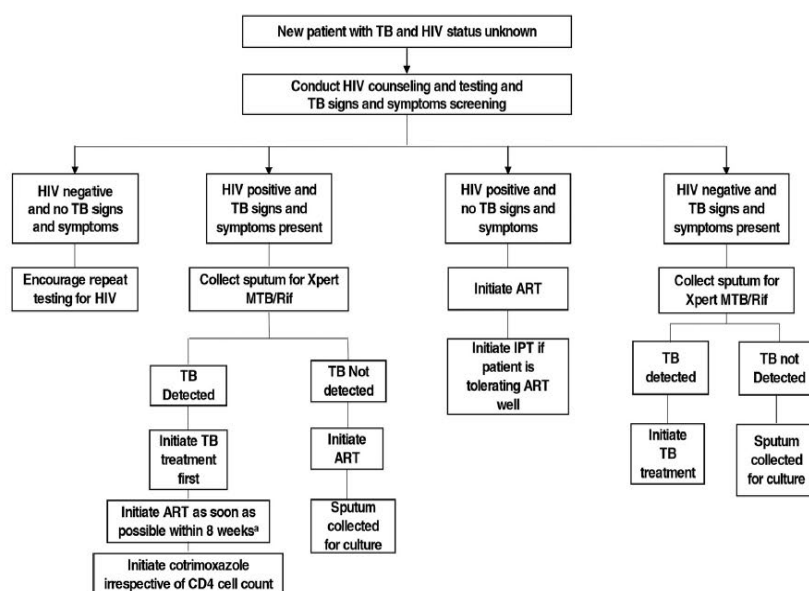 New patient with TB and HIV status unknown
Conduct HIV counseling and testing and
TB signs and symptoms screening
HIV negative
and no TB signs
and symptoms
Encourage repeat
testing for HIV
HIV positive and
TB signs and
symptoms present
Collect sputum for Xpert
MTB/Rif
TB
Detected
Initiate TB
treatment
first
Initiate ART as soon as
possible within 8 weeksᵃ
Initiate cotrimoxazole
irrespective of CD4 cell count
TB Not
detected
Initiate
ART
Sputum
collected
for culture
HIV positive and
no TB signs and
symptoms
Initiate ART
Initiate IPT if
patient is
tolerating ART
well
HIV negative and
TB signs and
symptoms present
Collect sputum for
Xpert MTB/Rif
TB
detected
Initiate
TB
treatment
TB not
Detected
Sputum
collected
for culture